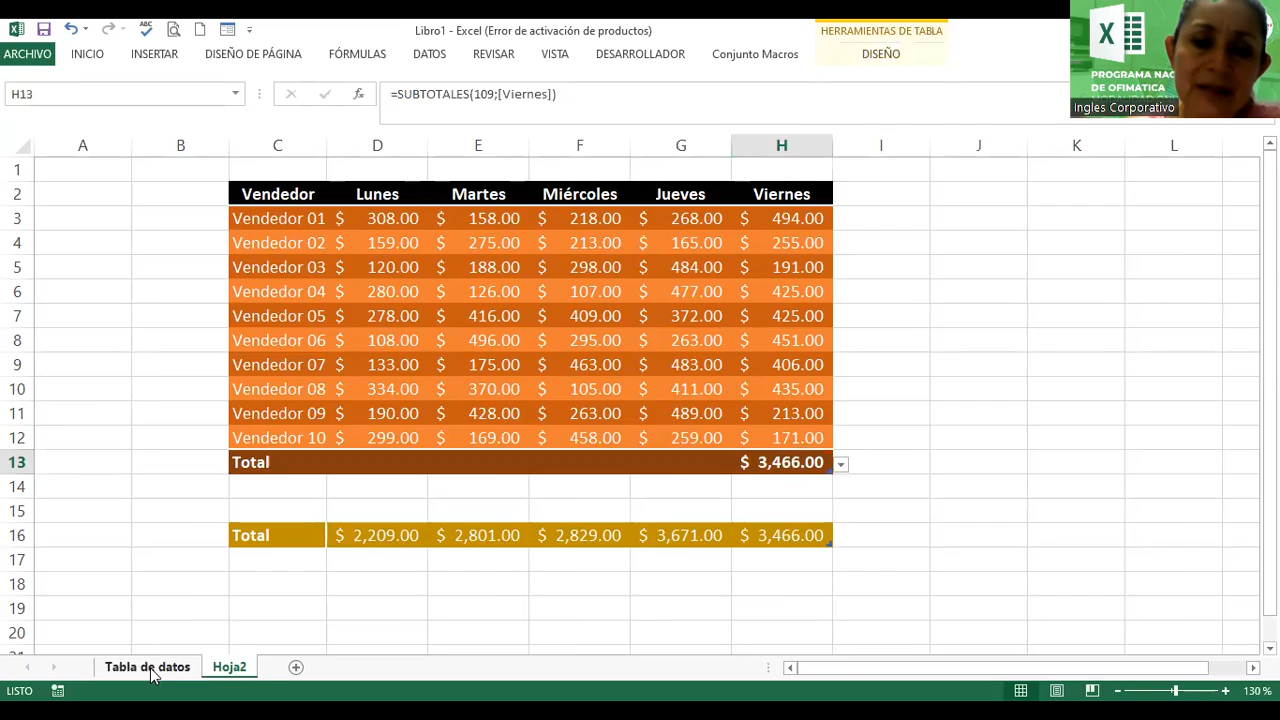 Libro1 - Excel (Error de activación de productos)
HERRAMIENTAS DE TABLA
ARCHIVO INICIO INSERTAR DISEÑO DE PÁGINA FÓRMULAS DATOS REVISAR VISTA DESARROLLADOR Conjunto Macros DISEÑO
PROGRAMA NAC
DE OFIMATICA
Ingles Corporativo
H13 fx =SUBTOTALES(109;[Viernes])
A B C D E F G H I J K L
1
2 Vendedor Lunes Martes Miércoles Jueves Viernes
3 Vendedor 01 $ 308.00 $ 158.00 $ 218.00 $ 268.00 $ 494.00
4 Vendedor 02 $ 159.00 $ 275.00 $ 213.00 $ 165.00 $ 255.00
5 Vendedor 03 $ 120.00 $ 188.00 $ 298.00 $ 484.00 $ 191.00
6 Vendedor 04 $ 280.00 $ 126.00 $ 107.00 $ 477.00 $ 425.00
7 Vendedor 05 $ 278.00 $ 416.00 $ 409.00 $ 372.00 $ 425.00
8 Vendedor 06 $ 108.00 $ 496.00 $ 295.00 $ 263.00 $ 451.00
9 Vendedor 07 $ 133.00 $ 175.00 $ 463.00 $ 483.00 $ 406.00
10 Vendedor 08 $ 334.00 $ 370.00 $ 105.00 $ 411.00 $ 435.00
11 Vendedor 09 $ 190.00 $ 428.00 $ 263.00 $ 489.00 $ 213.00
12 Vendedor 10 $ 299.00 $ 169.00 $ 458.00 $ 259.00 $ 171.00
13 Total $ 3,466.00
14
15
16 Total $ 2,209.00 $ 2,801.00 $ 2,829.00 $ 3,671.00 $ 3,466.00
17
18
19
20
Tabla de datos Hoja2
LISTO 130 %